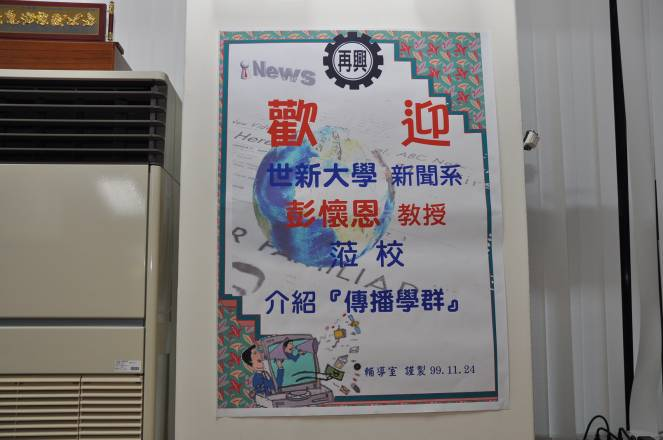 iNews
再興
歡迎
世新大學 新聞系
彭懷恩 教授
蒞校
介紹『傳播學群』
輔導室 謹製 99.11.24